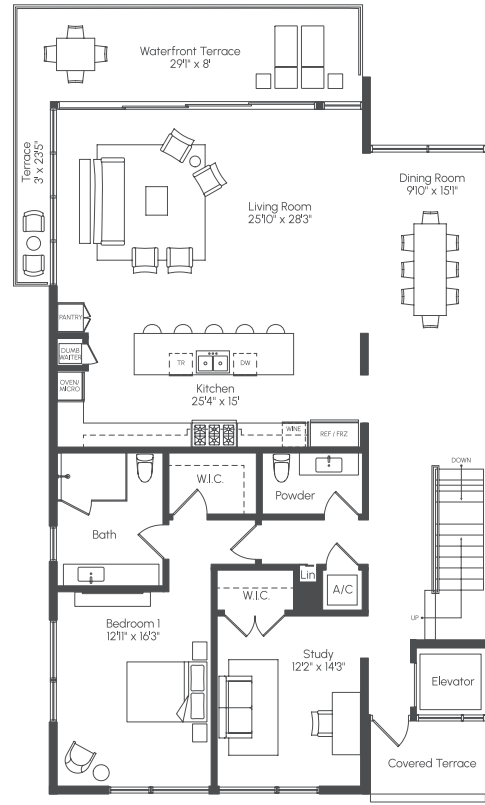 Waterfront Terrace
29'1" x 8'
Terrace
3' x 23'5"
Dining Room
9'10" x 15'1"
Living Room
25'10" x 28'3"
PANTRY
DUMB
WAITER
OVEN/
MICRO
TR
DW
Kitchen
25'4" x 15'
WINE
REF / FRZ
W.I.C.
Powder
DOWN
Bath
Lin
A/C
W.I.C.
UP
Bedroom 1
12'11" x 16'3"
Study
12'2" x 14'3"
Elevator
Covered Terrace